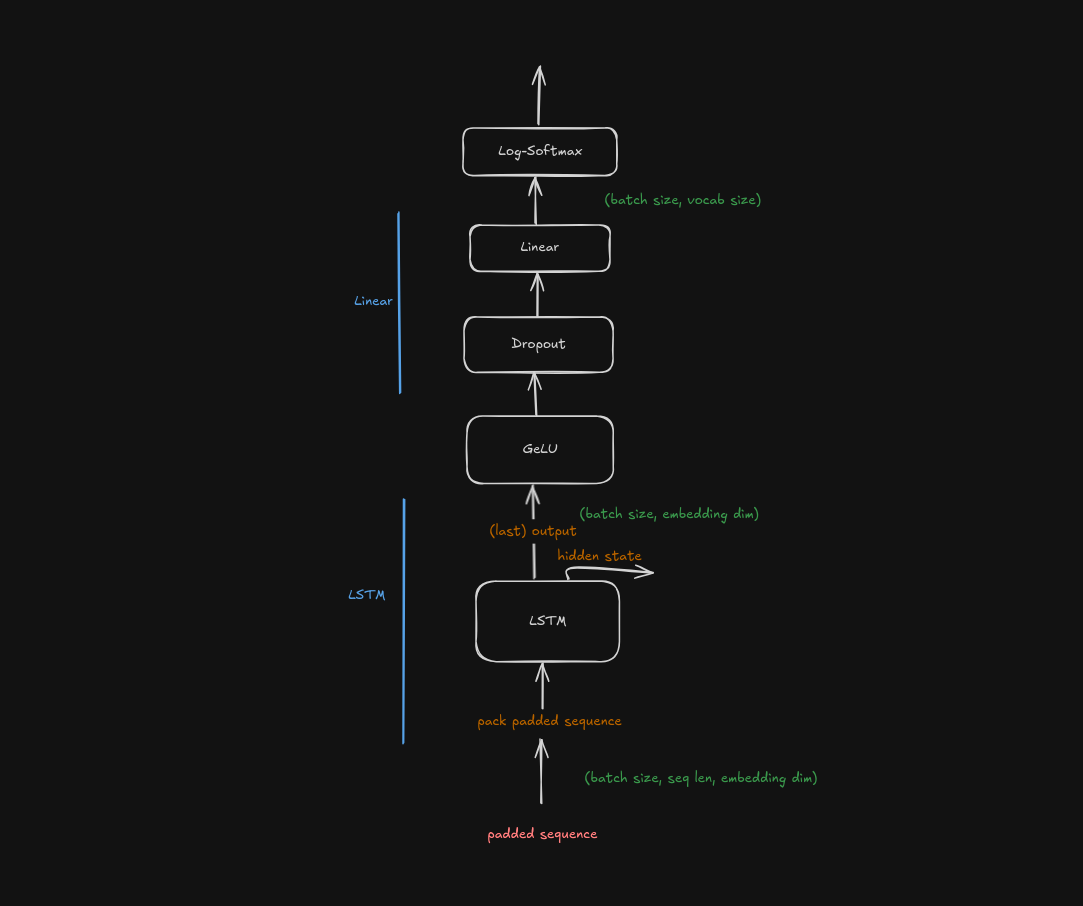 Log-Softmax
(batch size, vocab size)
Linear
Linear
Dropout
GeLU
(batch size, embedding dim)
(last) output
hidden state
LSTM
LSTM
pack padded sequence
(batch size, seq len, embedding dim)
padded sequence